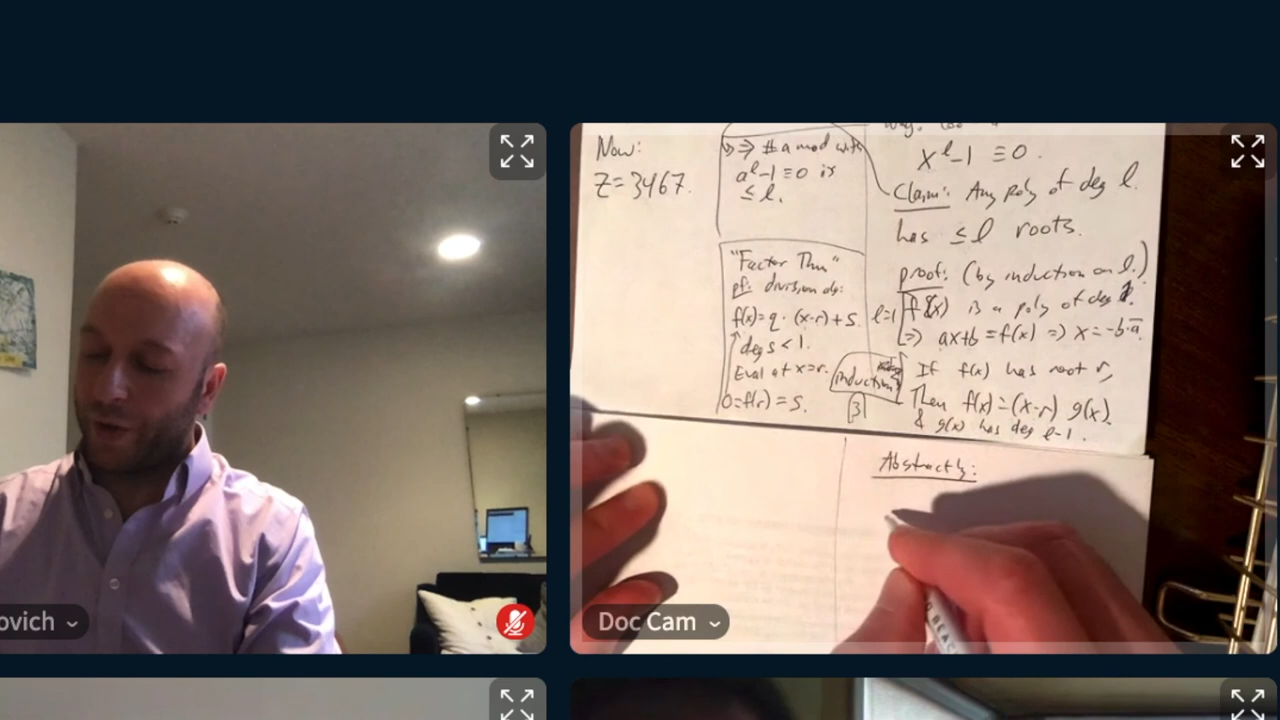 Now:
Z=3467.
⇒ # a mod with
a^l-1≡0 is
≤ l.
"Factor Thm"
pf: division alg:
f(x)=q·(x-r)+s.
deg s < 1.
Eval at x=r.
0=f(r)=s.
x^l-1≡0.
Claim: Any poly of deg l
has ≤l roots.
proof: (by induction on l.)
l=1 f(x) is a poly of deg 1.
⇒ ax+b=f(x) ⇒ x=-b·a̅.
induction
If f(x) has root r,
Then f(x)=(x-r) g(x)
& g(x) has deg l-1.
Abstractly:
ovich
Doc Cam